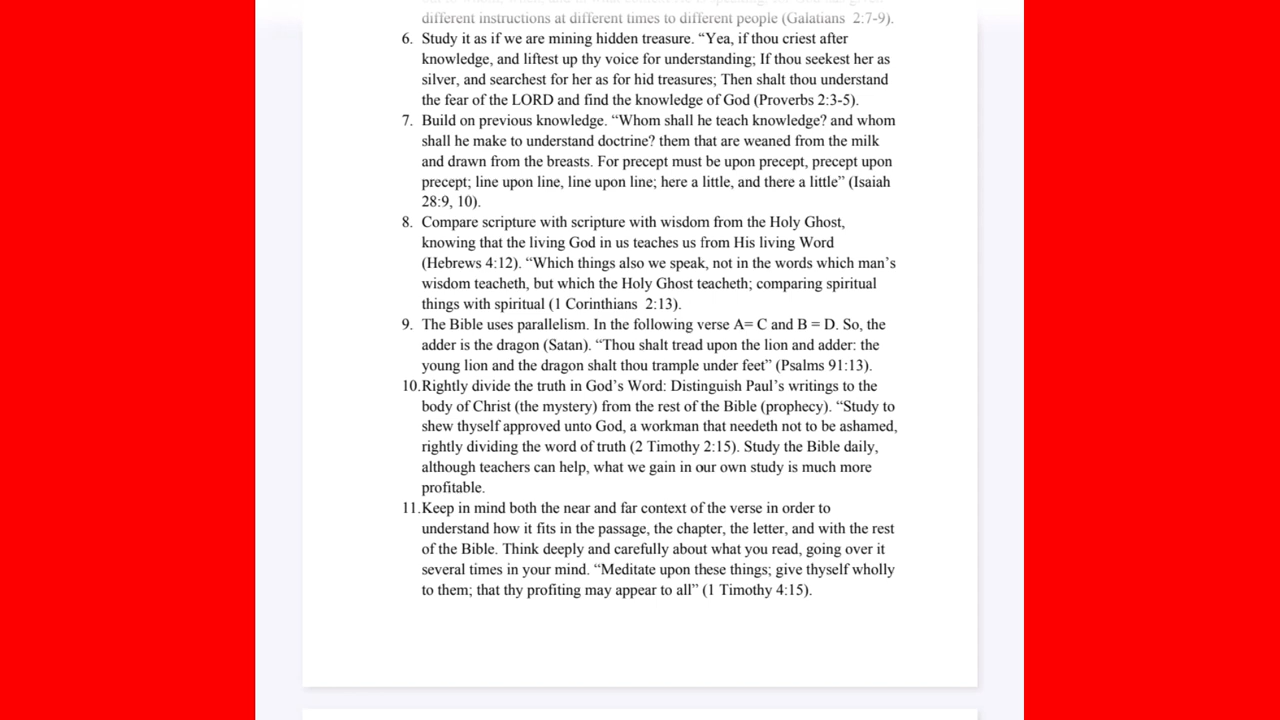 different instructions at different times to different people (Galatians  2:7-9).
6. Study it as if we are mining hidden treasure. “Yea, if thou criest after
knowledge, and liftest up thy voice for understanding; If thou seekest her as
silver, and searchest for her as for hid treasures; Then shalt thou understand
the fear of the LORD and find the knowledge of God (Proverbs 2:3-5).
7. Build on previous knowledge. “Whom shall he teach knowledge? and whom
shall he make to understand doctrine? them that are weaned from the milk
and drawn from the breasts. For precept must be upon precept, precept upon
precept; line upon line, line upon line; here a little, and there a little” (Isaiah
28:9, 10).
8. Compare scripture with scripture with wisdom from the Holy Ghost,
knowing that the living God in us teaches us from His living Word
(Hebrews 4:12). “Which things also we speak, not in the words which man’s
wisdom teacheth, but which the Holy Ghost teacheth; comparing spiritual
things with spiritual (1 Corinthians  2:13).
9. The Bible uses parallelism. In the following verse A= C and B = D. So, the
adder is the dragon (Satan). “Thou shalt tread upon the lion and adder: the
young lion and the dragon shalt thou trample under feet” (Psalms 91:13).
10.Rightly divide the truth in God’s Word: Distinguish Paul’s writings to the
body of Christ (the mystery) from the rest of the Bible (prophecy). “Study to
shew thyself approved unto God, a workman that needeth not to be ashamed,
rightly dividing the word of truth (2 Timothy 2:15). Study the Bible daily,
although teachers can help, what we gain in our own study is much more
profitable.
11.Keep in mind both the near and far context of the verse in order to
understand how it fits in the passage, the chapter, the letter, and with the rest
of the Bible. Think deeply and carefully about what you read, going over it
several times in your mind. “Meditate upon these things; give thyself wholly
to them; that thy profiting may appear to all” (1 Timothy 4:15).